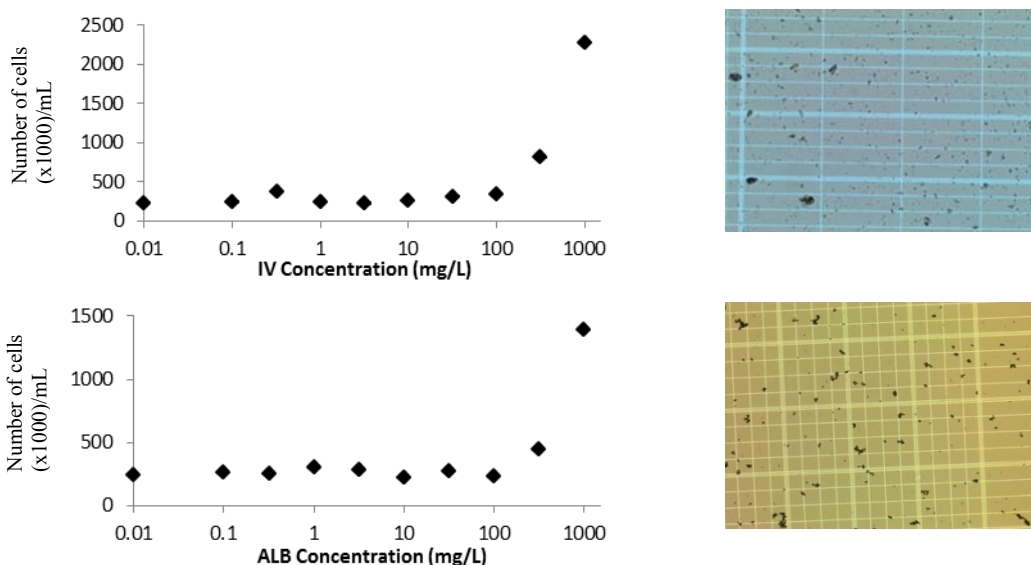 Number of cells
(x1000)/mL
2500
2000
1500
1000
500
0
0.01 0.1 1 10 100 1000
IV Concentration (mg/L)
Number of cells
(x1000)/mL
1500
1000
500
0
0.01 0.1 1 10 100 1000
ALB Concentration (mg/L)